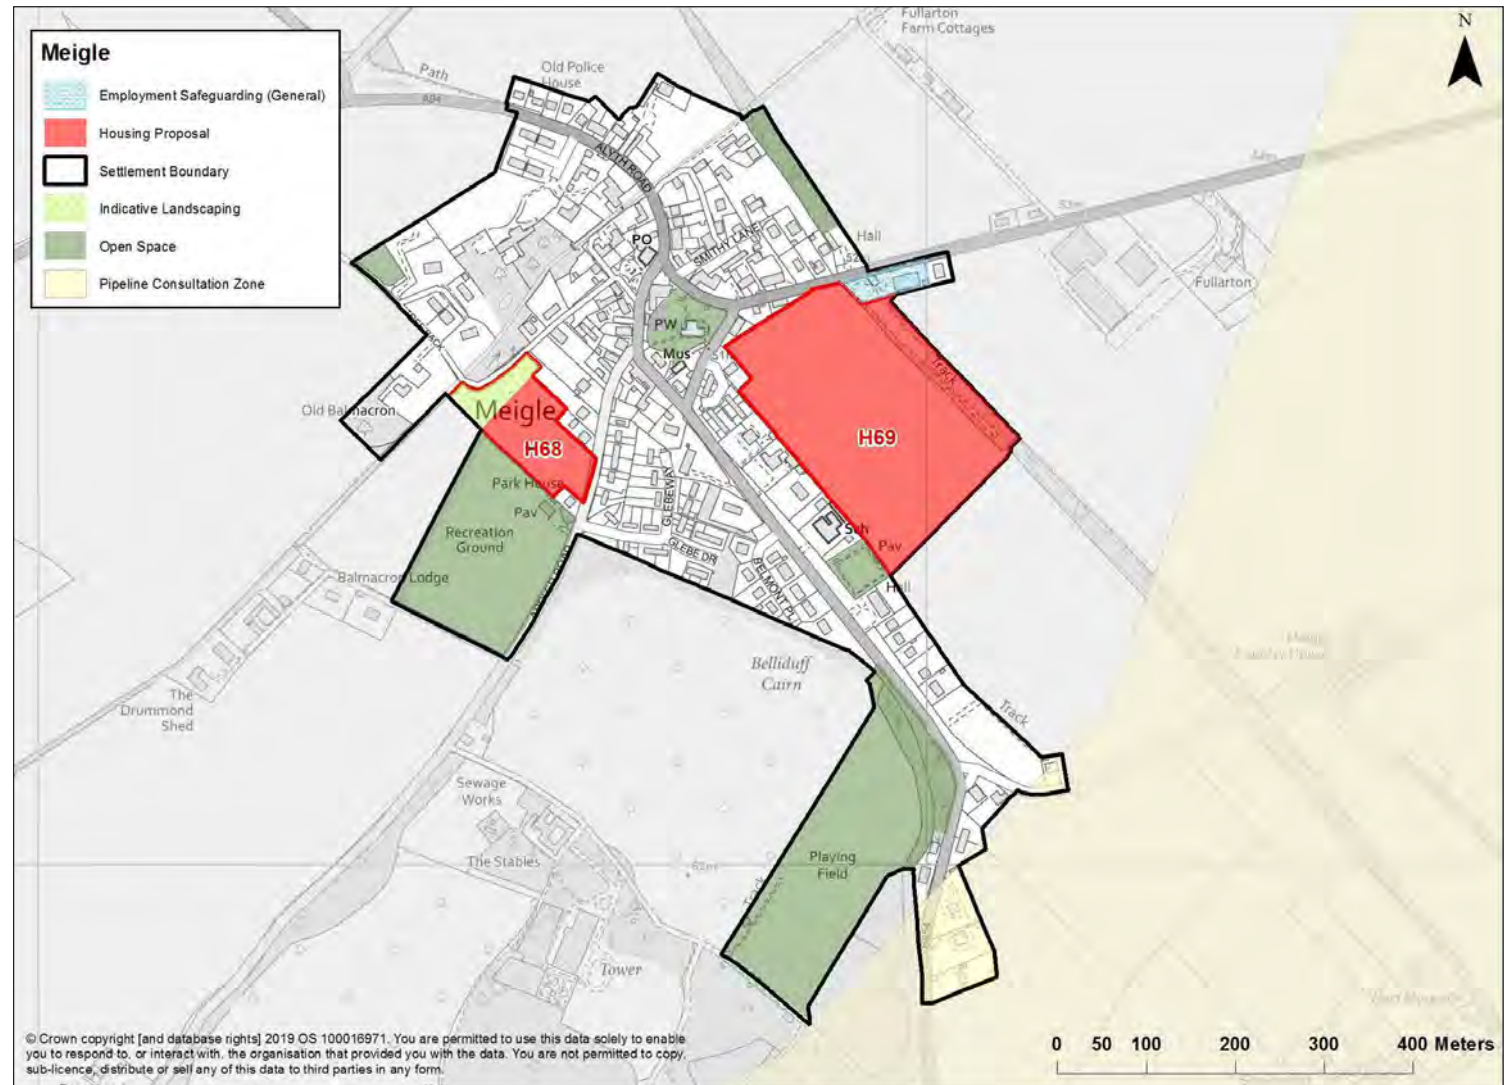 Meigle
Employment Safeguarding (General)
Housing Proposal
Settlement Boundary
Indicative Landscaping
Open Space
Pipeline Consultation Zone
N
Fullarton
Farm Cottages
Path
Old Police
House
ALYTH ROAD
PO
SMITHY LANE
Hall
Fullarton
PW
Mus
Track
Old Balmacron
Meigle
H68
H69
Park House
Pav
Recreation
Ground
GLEBEWAY
GLEBE DR
BELMONT PL
Sch
Pav
Hall
Balmacron Lodge
The
Drummond
Shed
Belliduff
Cairn
Track
Sewage
Works
The Stables
62m
Playing
Field
Track
Tower
© Crown copyright [and database rights] 2019 OS 100016971. You are permitted to use this data solely to enable
you to respond to, or interact with, the organisation that provided you with the data. You are not permitted to copy,
sub-licence, distribute or sell any of this data to third parties in any form.
0 50 100 200 300 400 Meters